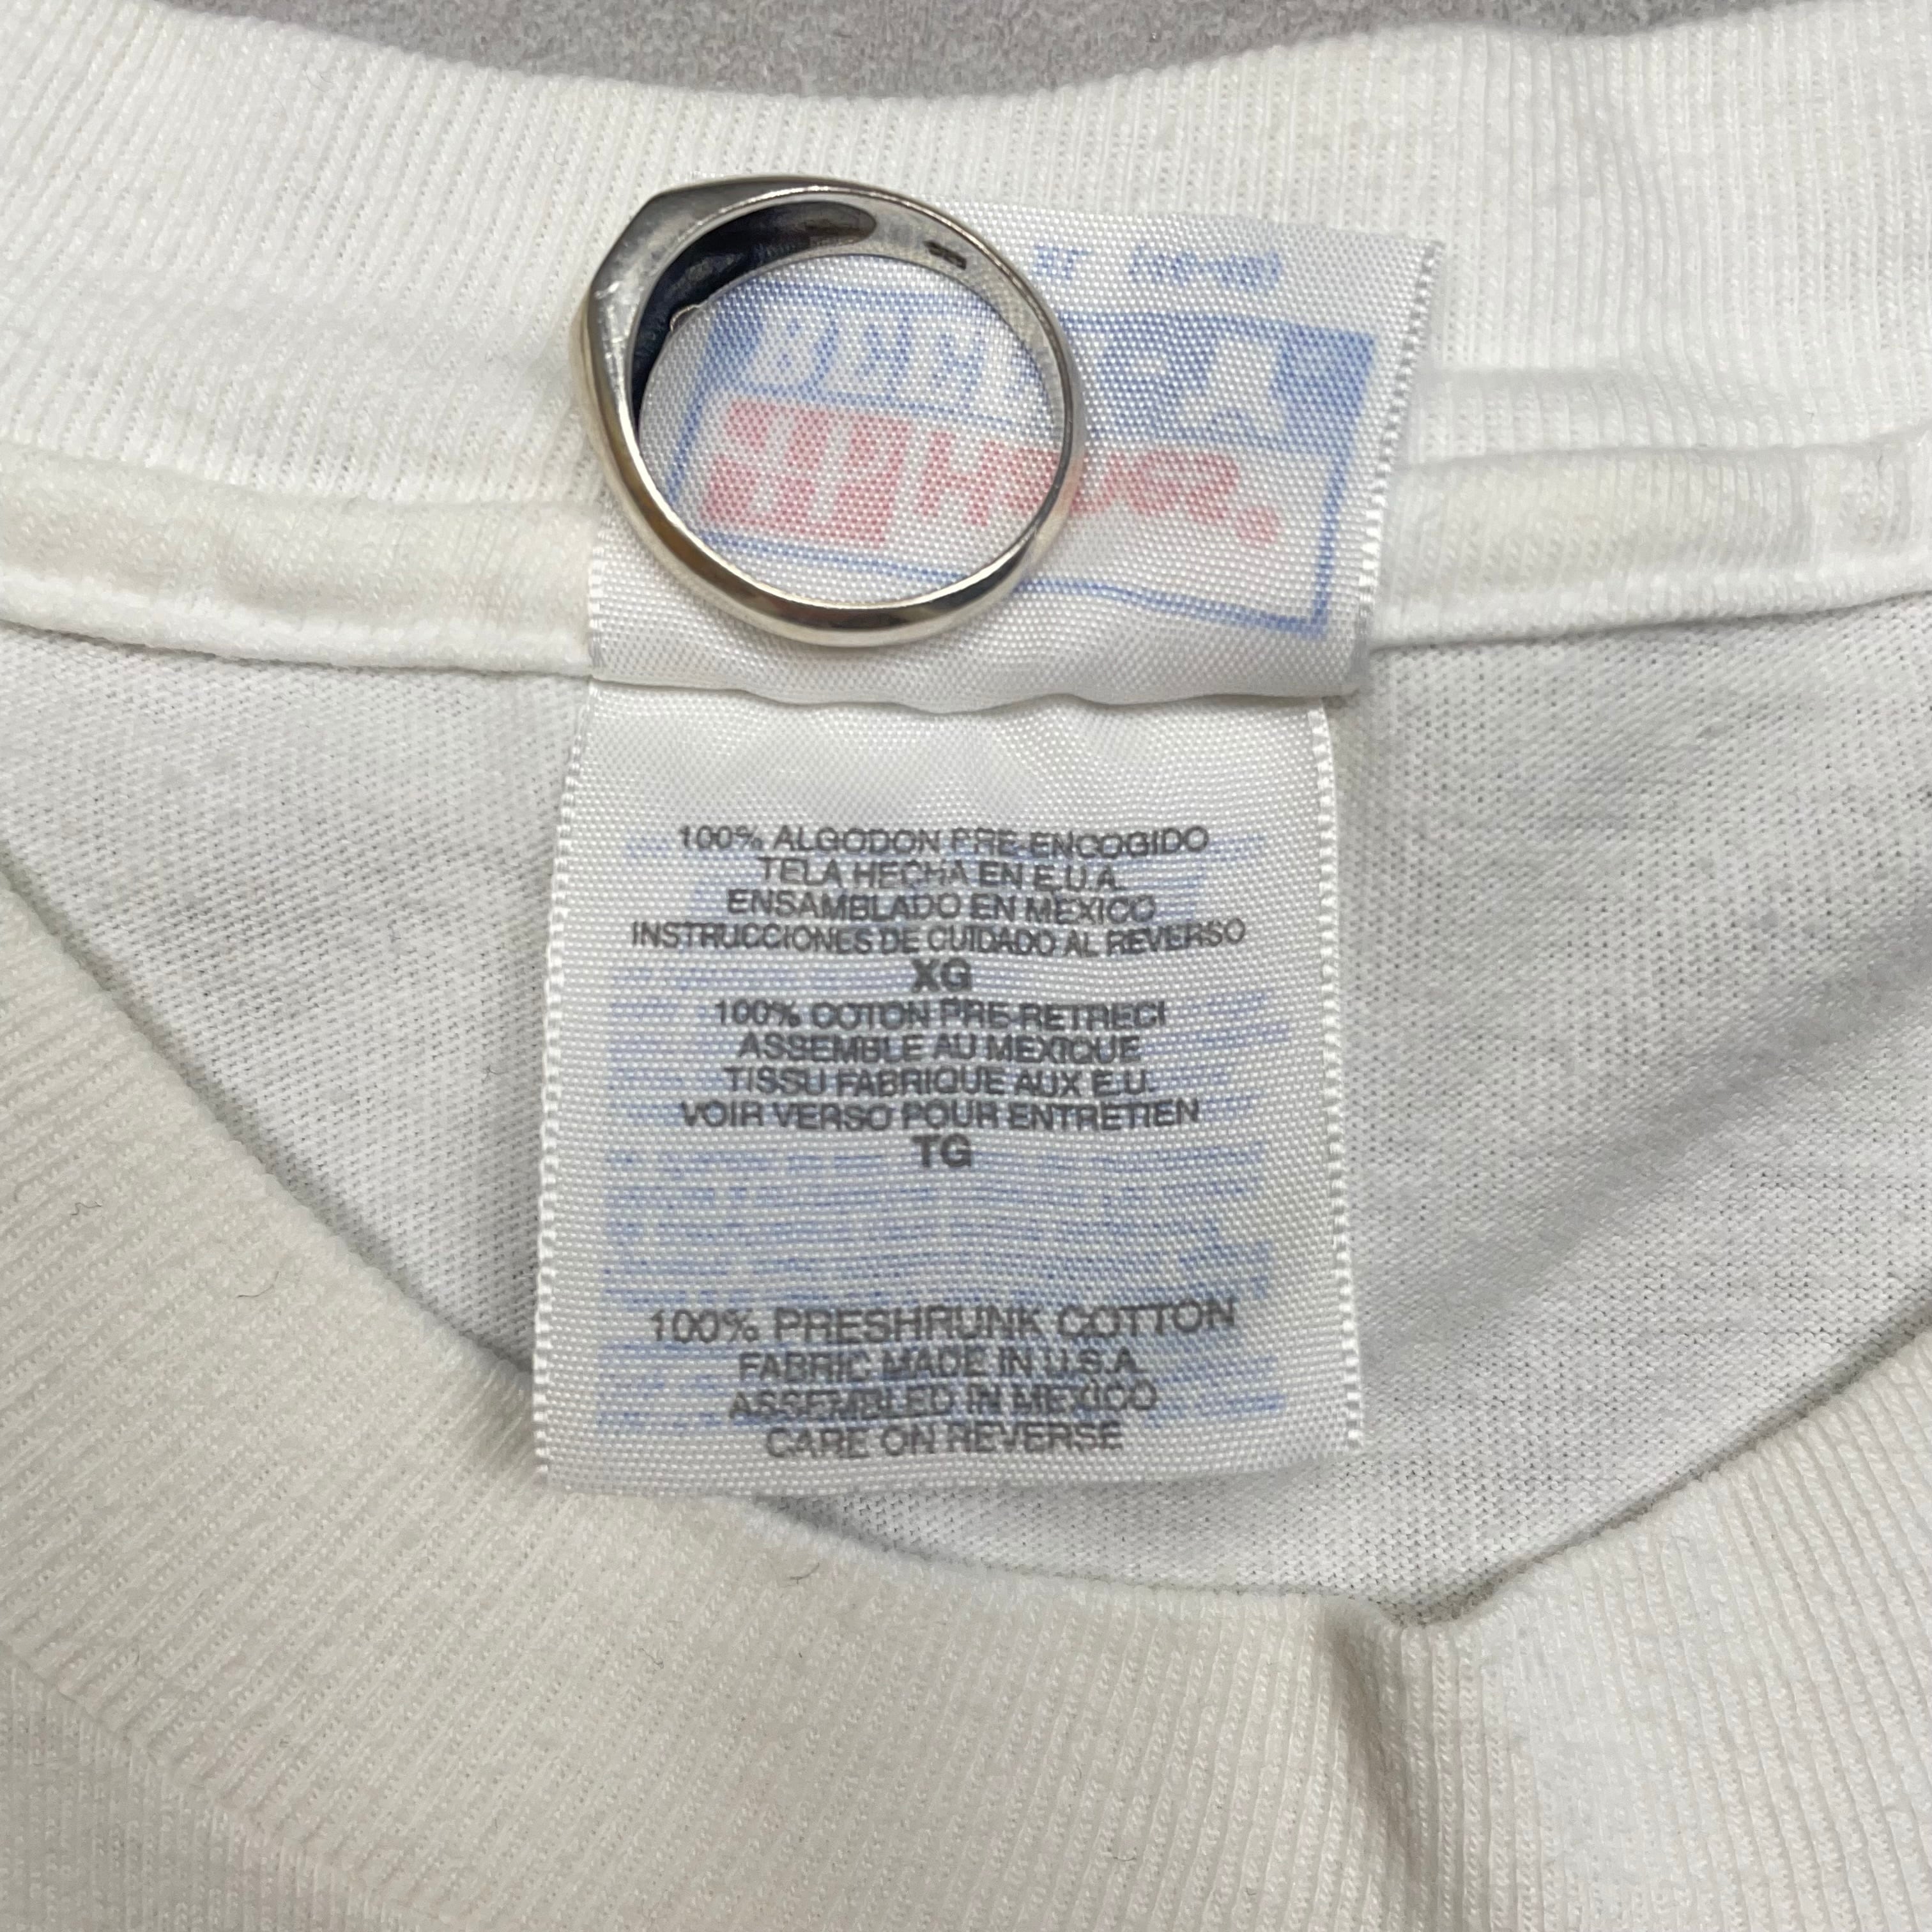 100% ALGODON PRE-ENCOGIDO
TELA HECHA EN E.U.A.
ENSAMBLADO EN MEXICO
INSTRUCCIONES DE CUIDADO AL REVERSO
XG
100% COTON PRE-RETRECI
ASSEMBLE AU MEXIQUE
TISSU FABRIQUE AUX E.U.
VOIR VERSO POUR ENTRETIEN
TG
100% PRESHRUNK COTTON
FABRIC MADE IN U.S.A.
ASSEMBLED IN MEXICO
CARE ON REVERSE